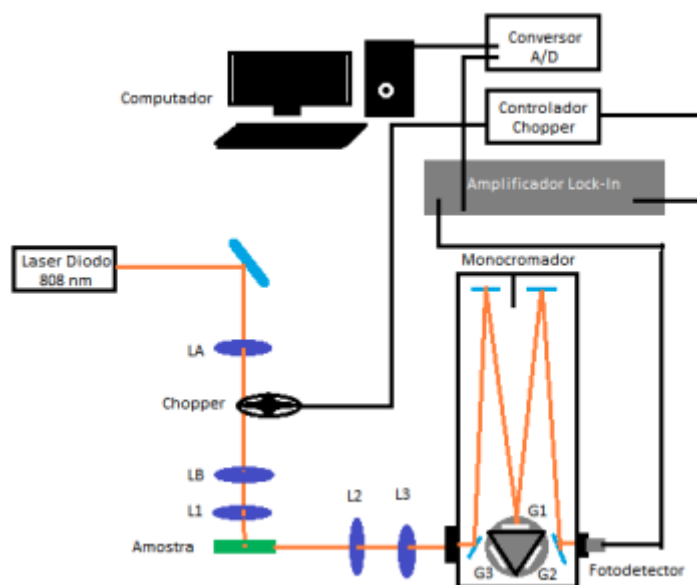 Conversor
A/D
Computador
Controlador
Chopper
Amplificador Lock-In
Laser Diodo
808 nm
Monocromador
LA
Chopper
LB
L1
L2
L3
G1
Amostra
G3
G2
Fotodetector